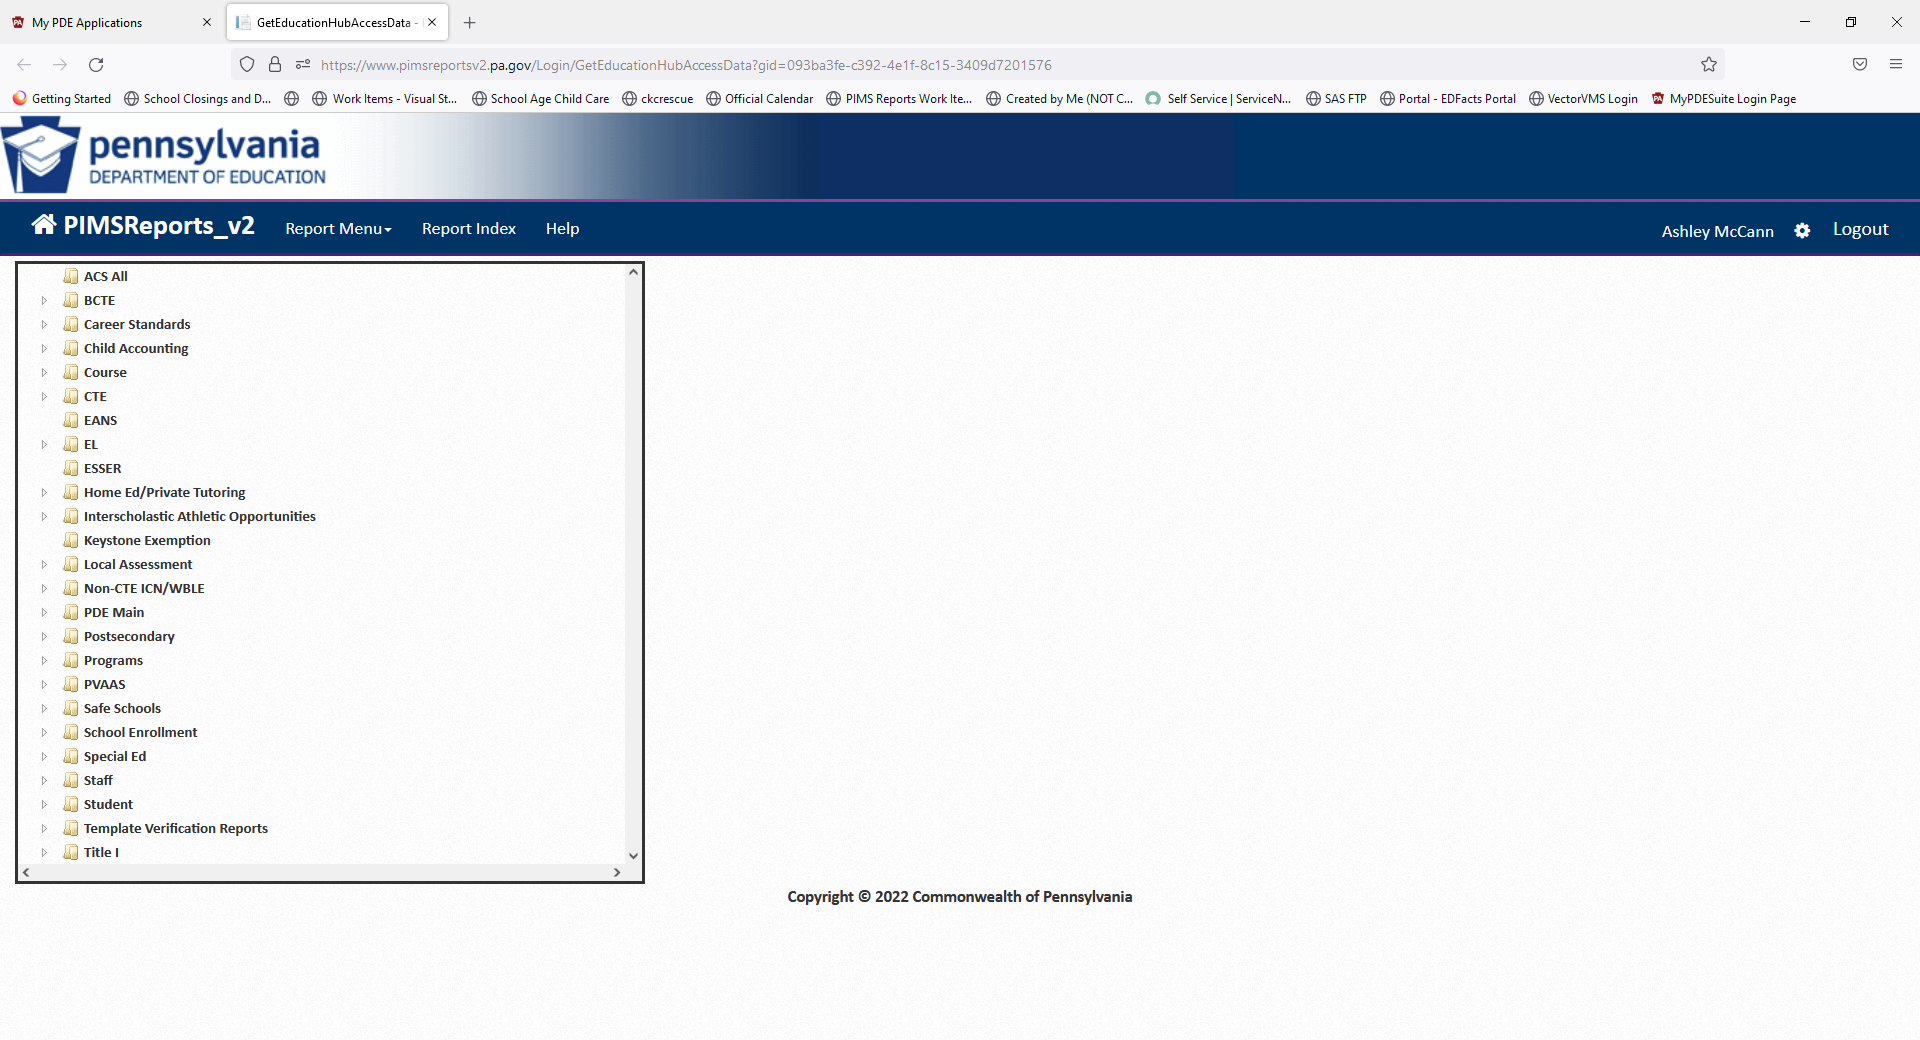 My PDE Applications
GetEducationHubAccessData -
https://www.pimsreportsv2.pa.gov/Login/GetEducationHubAccessData?gid=093ba3fe-c392-4e1f-8c15-3409d7201576
Getting Started School Closings and D... Work Items - Visual St... School Age Child Care ckcrescue Official Calendar PIMS Reports Work Ite... Created by Me (NOT C... Self Service | ServiceN... SAS FTP Portal - EDFacts Portal VectorVMS Login MyPDESuite Login Page
pennsylvania
DEPARTMENT OF EDUCATION
PIMSReports_v2 Report Menu Report Index Help Ashley McCann Logout
ACS All
BCTE
Career Standards
Child Accounting
Course
CTE
EANS
EL
ESSER
Home Ed/Private Tutoring
Interscholastic Athletic Opportunities
Keystone Exemption
Local Assessment
Non-CTE ICN/WBLE
PDE Main
Postsecondary
Programs
PVAAS
Safe Schools
School Enrollment
Special Ed
Staff
Student
Template Verification Reports
Title I
Copyright © 2022 Commonwealth of Pennsylvania